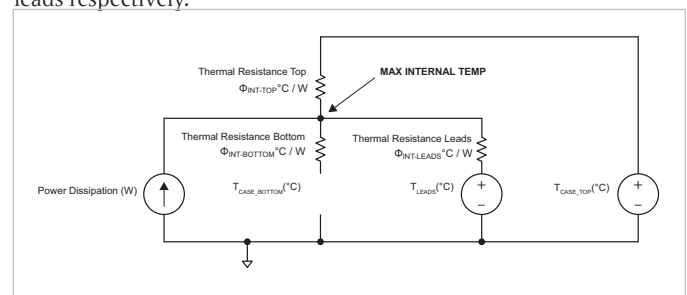 leads respectively.
Thermal Resistance Top
ΦINT-TOP°C / W
MAX INTERNAL TEMP
Thermal Resistance Bottom
ΦINT-BOTTOM°C / W
Thermal Resistance Leads
ΦINT-LEADS°C / W
Power Dissipation (W)
TCASE_BOTTOM(°C)
TLEADS(°C)
TCASE_TOP(°C)
+
–
+
–